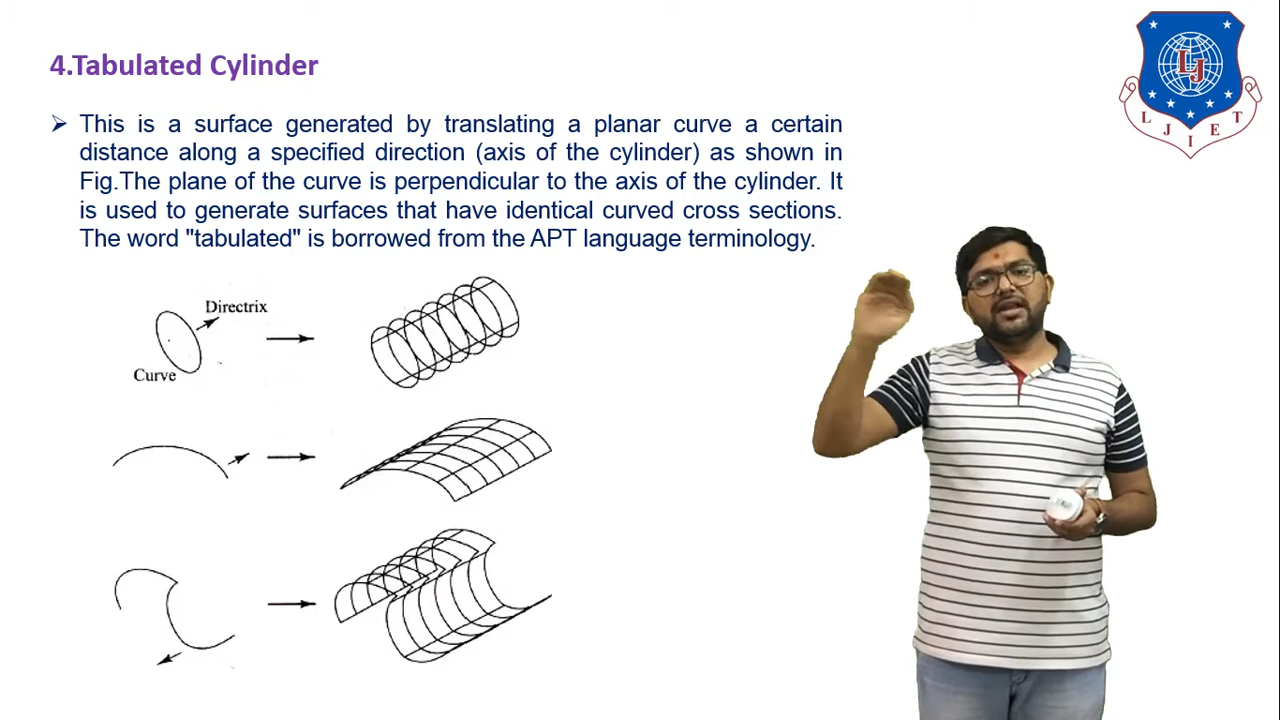 4.Tabulated Cylinder
➢ This is a surface generated by translating a planar curve a certain
distance along a specified direction (axis of the cylinder) as shown in
Fig.The plane of the curve is perpendicular to the axis of the cylinder. It
is used to generate surfaces that have identical curved cross sections.
The word "tabulated" is borrowed from the APT language terminology.
Directrix
Curve
LJ
L J I E T